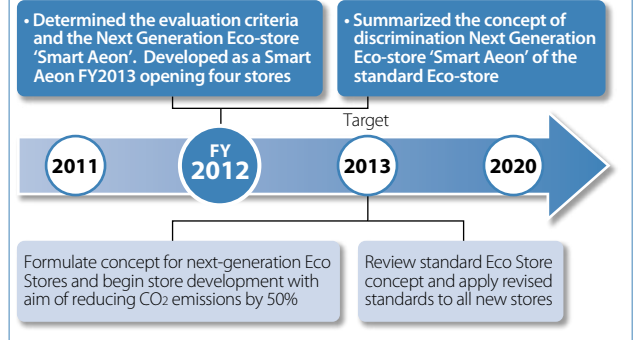 • Determined the evaluation criteria
and the Next Generation Eco-store
‘Smart Aeon’. Developed as a Smart
Aeon FY2013 opening four stores
• Summarized the concept of
discrimination Next Generation
Eco-store ‘Smart Aeon’ of the
standard Eco-store
Target
2011
FY
2012
2013
2020
Formulate concept for next-generation Eco
Stores and begin store development with
aim of reducing CO2 emissions by 50%
Review standard Eco Store
concept and apply revised
standards to all new stores